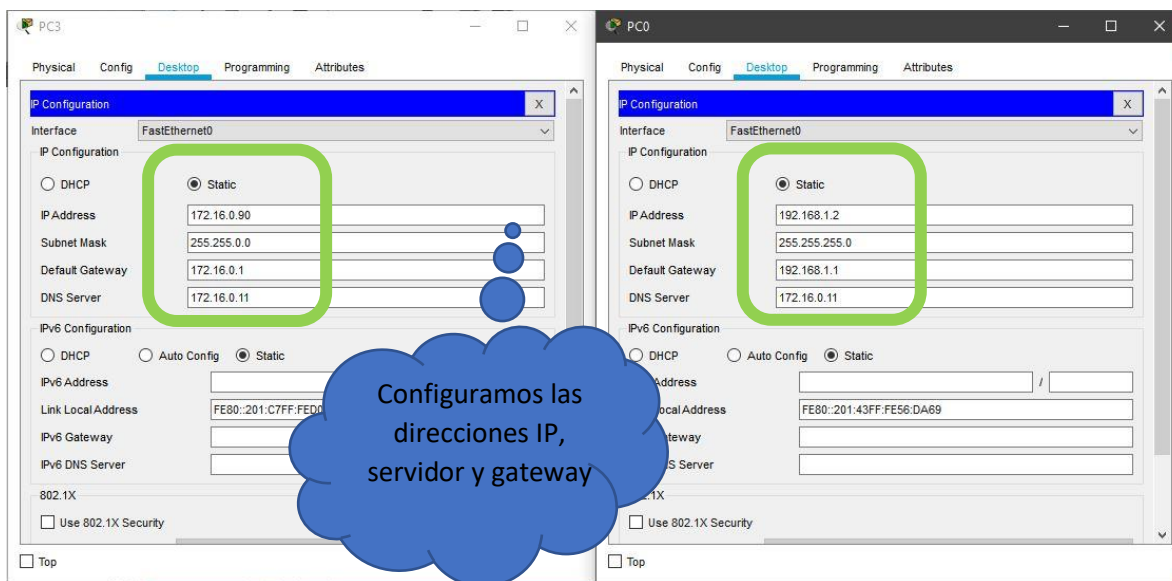 PC3
Physical Config Desktop Programming Attributes
IP Configuration X
Interface FastEthernet0
IP Configuration
DHCP Static
IP Address 172.16.0.90
Subnet Mask 255.255.0.0
Default Gateway 172.16.0.1
DNS Server 172.16.0.11
IPv6 Configuration
DHCP Auto Config Static
IPv6 Address
Link Local Address
IPv6 Gateway
IPv6 DNS Server
802.1X
Use 802.1X Security
Top
Configuramos las
direcciones IP,
servidor y gateway
PC0
Physical Config Desktop Programming Attributes
IP Configuration X
Interface FastEthernet0
IP Configuration
DHCP Static
IP Address 192.168.1.2
Subnet Mask 255.255.255.0
Default Gateway 192.168.1.1
DNS Server 172.16.0.11
IPv6 Configuration
DHCP Auto Config Static
Address /
Address FE80::201:43FF:FE56:DA69
Server
Use 802.1X Security
Top